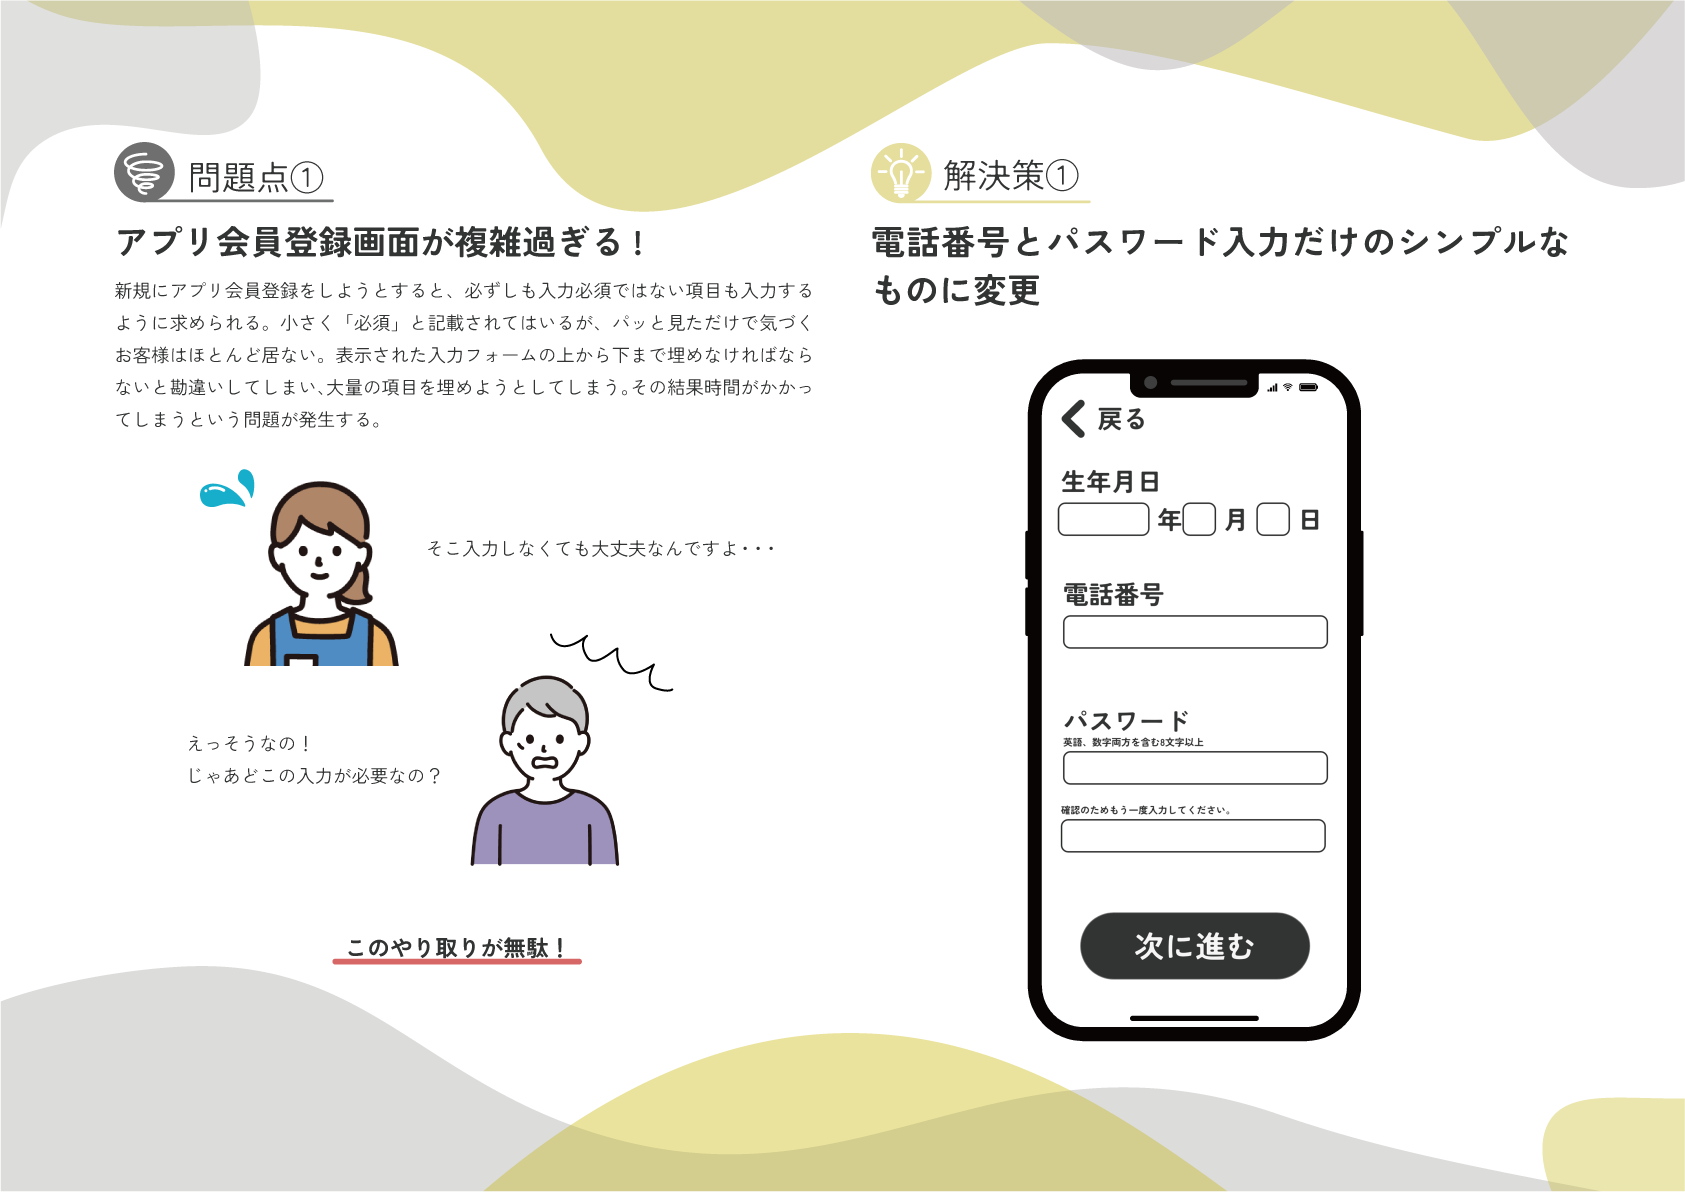 問題点①
アプリ会員登録画面が複雑過ぎる！
新規にアプリ会員登録をしようとすると、必ずしも入力必須ではない項目も入力する
ように求められる。小さく「必須」と記載されてはいるが、パッと見ただけで気づく
お客様はほとんど居ない。表示された入力フォームの上から下まで埋めなければなら
ないと勘違いしてしまい、大量の項目を埋めようとしてしまう。その結果時間がかかっ
てしまうという問題が発生する。
そこ入力しなくても大丈夫なんですよ・・・
えっそうなの！
じゃあどこの入力が必要なの？
このやり取りが無駄！
解決策①
電話番号とパスワード入力だけのシンプルな
ものに変更
戻る
生年月日
年 月 日
電話番号
パスワード
英語、数字両方を含む8文字以上
確認のためもう一度入力してください。
次に進む